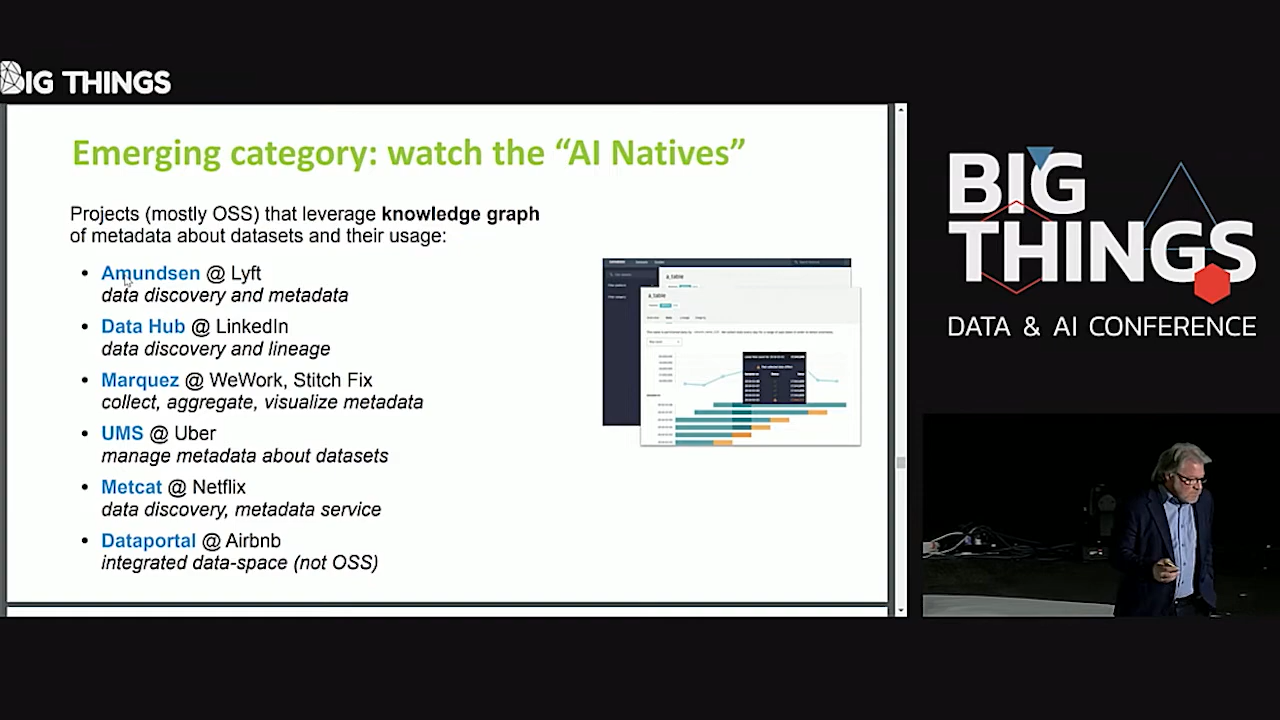 BIG THINGS
Emerging category: watch the “AI Natives”
Projects (mostly OSS) that leverage knowledge graph
of metadata about datasets and their usage:
• Amundsen @ Lyft
data discovery and metadata
• Data Hub @ LinkedIn
data discovery and lineage
• Marquez @ WeWork, Stitch Fix
collect, aggregate, visualize metadata
• UMS @ Uber
manage metadata about datasets
• Metcat @ Netflix
data discovery, metadata service
• Dataportal @ Airbnb
integrated data-space (not OSS)
a_table
a_table
BIG
THINGS
DATA & AI CONFERENCE